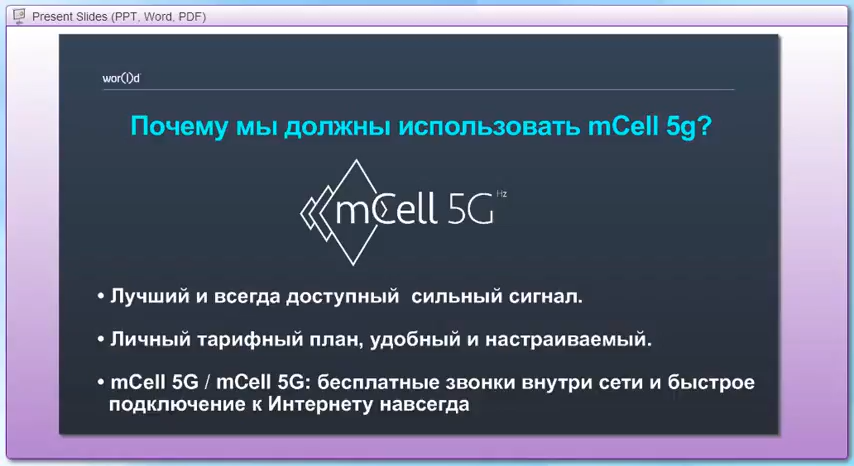 Present Slides (PPT, Word, PDF)
wor(l)d
Почему мы должны использовать mCell 5g?
mCell 5G Hz
• Лучший и всегда доступный сильный сигнал.
• Личный тарифный план, удобный и настраиваемый.
• mCell 5G / mCell 5G: бесплатные звонки внутри сети и быстрое
подключение к Интернету навсегда